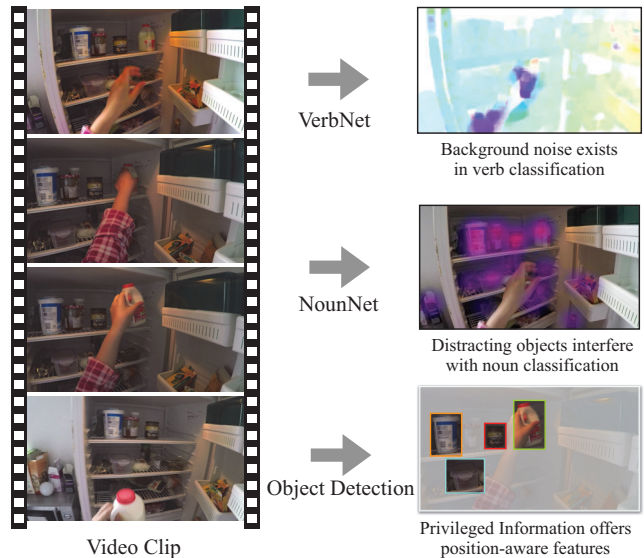 VerbNet
Background noise exists
in verb classification
NounNet
Distracting objects interfere
with noun classification
Object Detection
Privileged Information offers
position-aware features
Video Clip